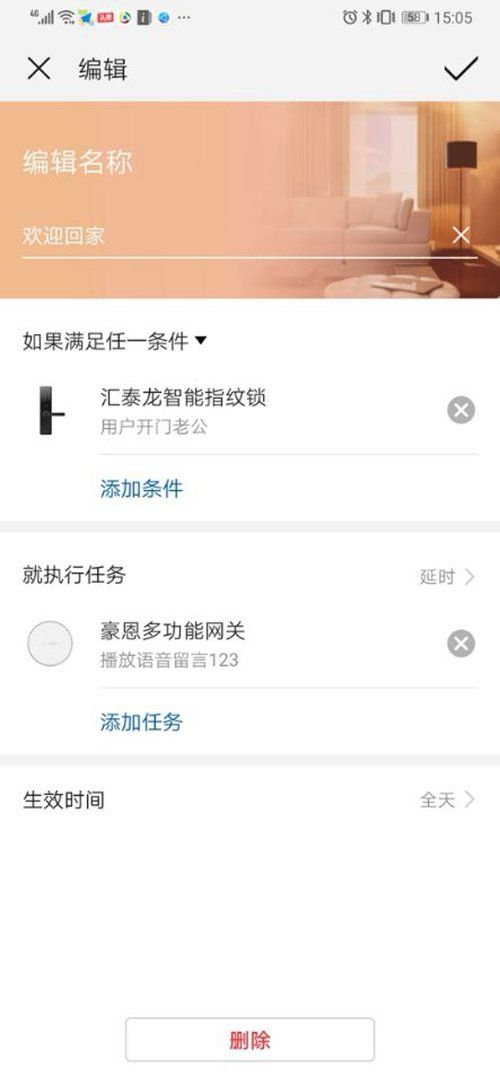 4G 58 15:05
编辑
编辑名称
欢迎回家
如果满足任一条件
汇泰龙智能指纹锁
用户开门老公
添加条件
就执行任务 延时
豪恩多功能网关
播放语音留言123
添加任务
生效时间 全天
删除